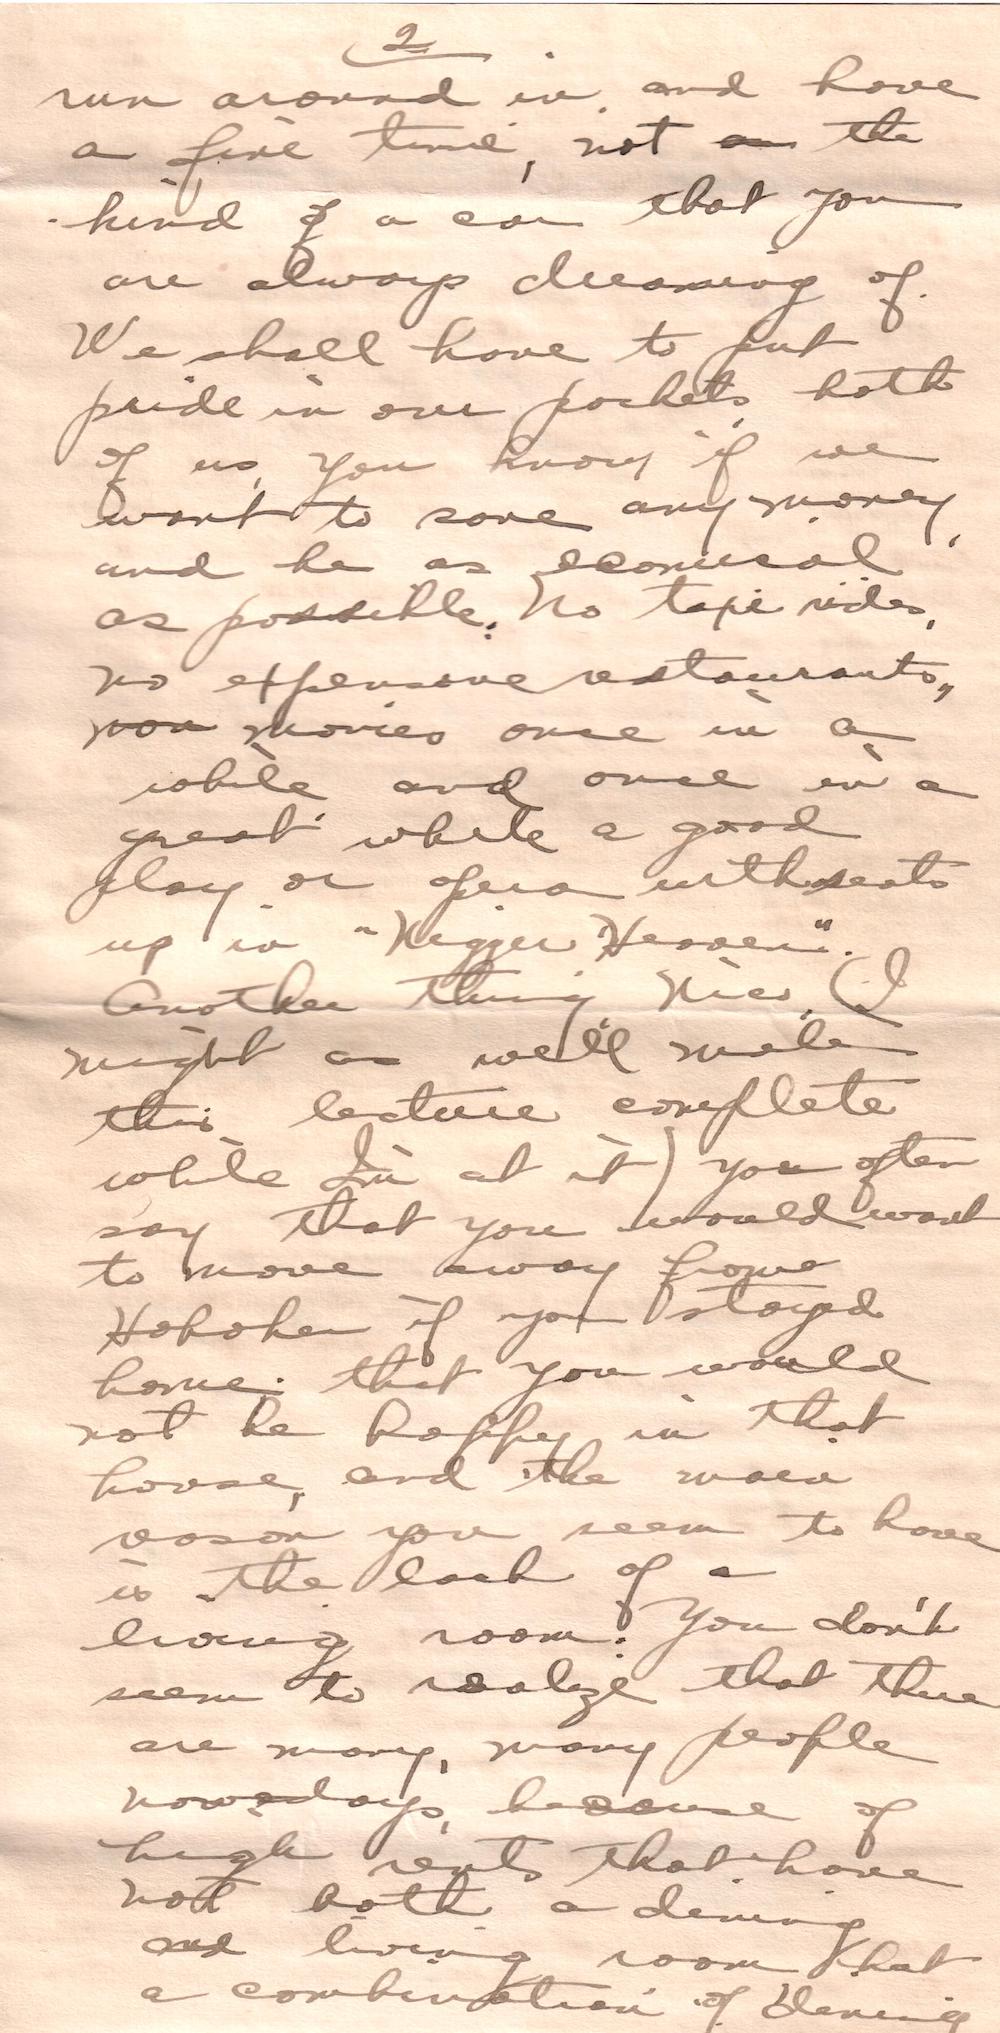 2
run around in, and have
a fine time, not an the
kind of a car that you
are always dreaming of.
We shall have to put
pride in our pockets, both
of us, you know, if we
want to save any money,
and be as econical
as possible. No taxi rides,
no expensive restaurants,
non movies once in a
while and once in a
great while a good
play or opera with seats
up in "Nigger Heaven".
Another thing Nies, (I
might as well make
this lecture complete
while I'm at it) you often
say that you would want
to move away from
Hoboken if you stayed
home. that you would
not be happy in that
house, and the main
reason you seem to have
is the lack of a
living room. You don't
seem to realize that there
are many, many people
nowadays, because of
high rents that have
not both a dining
and living room that
a combination of dining